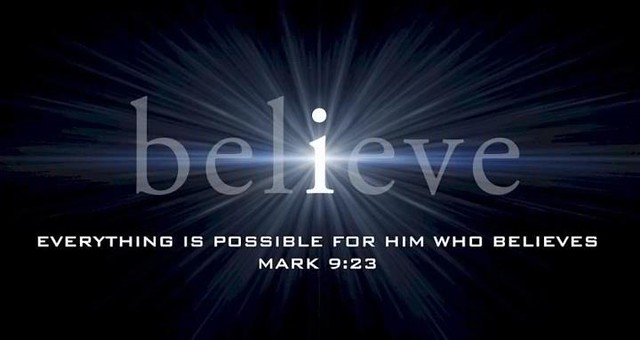 believe
EVERYTHING IS POSSIBLE FOR HIM WHO BELIEVES
MARK 9:23